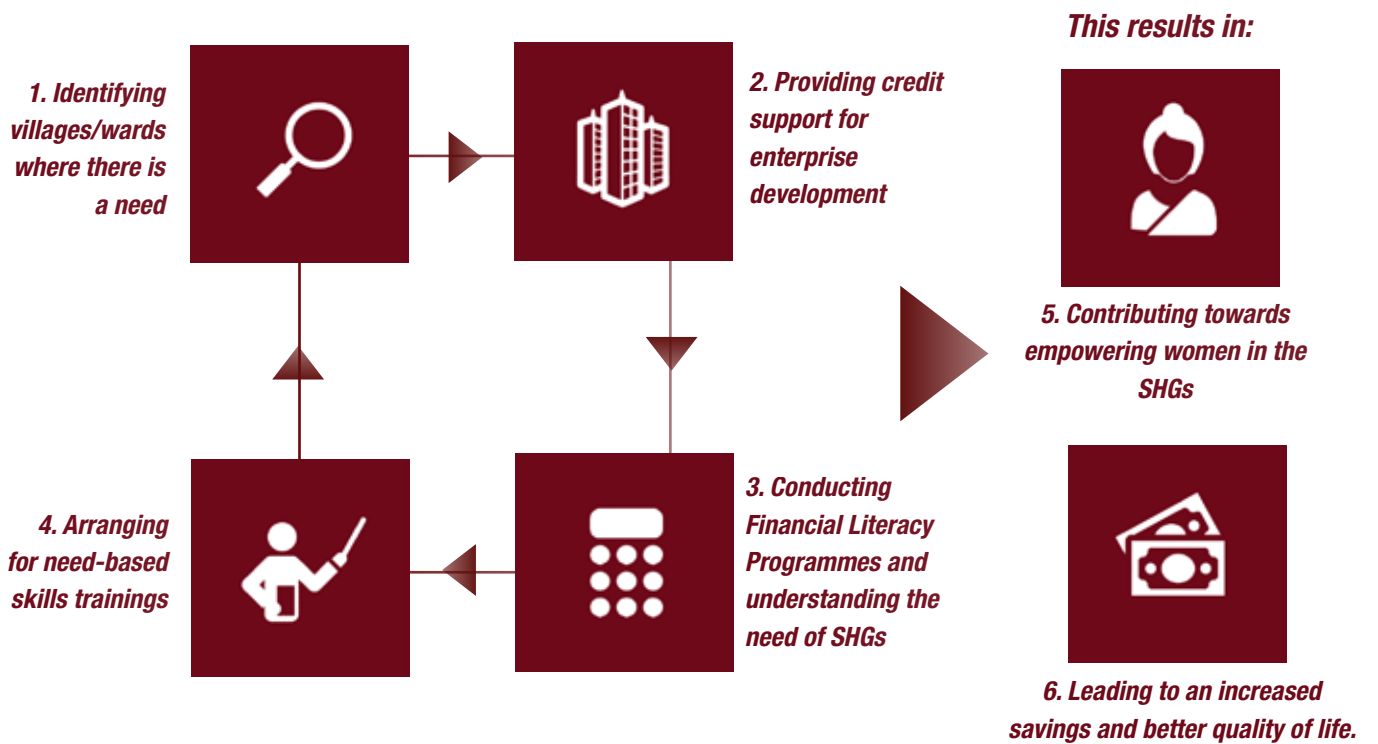 1. Identifying
villages/wards
where there is
a need
2. Providing credit
support for
enterprise
development
3. Conducting
Financial Literacy
Programmes and
understanding the
need of SHGs
4. Arranging
for need-based
skills trainings
This results in:
5. Contributing towards
empowering women in the
SHGs
6. Leading to an increased
savings and better quality of life.